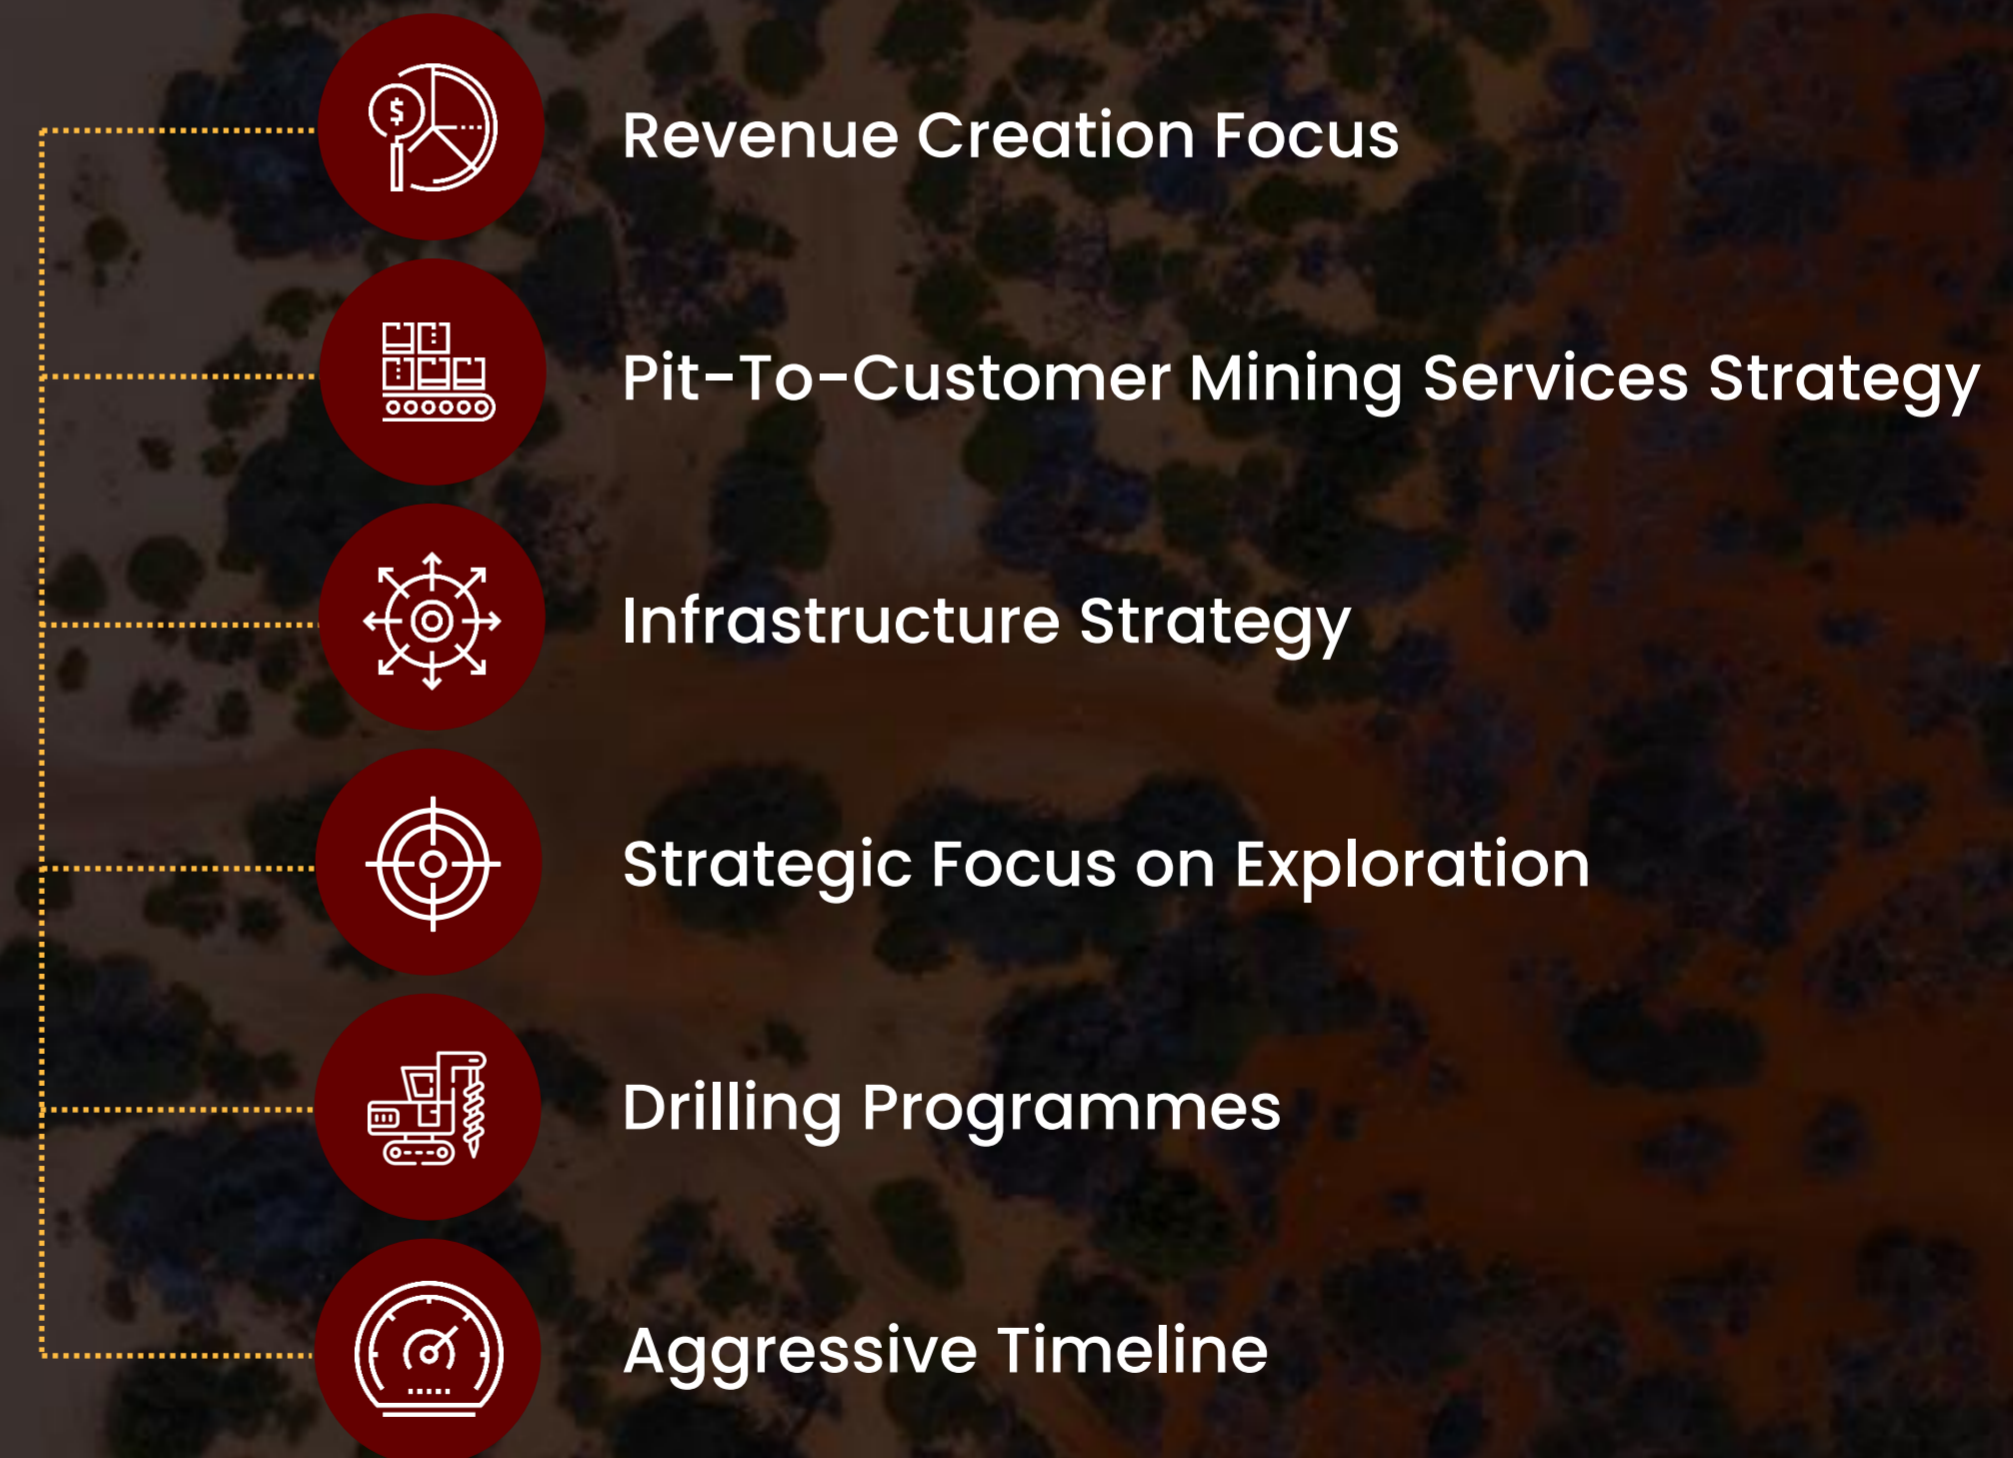 Revenue Creation Focus
Pit-To-Customer Mining Services Strategy
Infrastructure Strategy
Strategic Focus on Exploration
Drilling Programmes
Aggressive Timeline